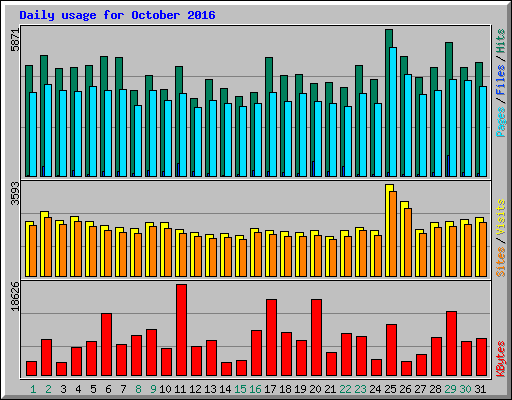 Daily usage for October 2016
5871
Pages / Files / Hits
3593
Sites / Visits
18626
KBytes
1 2 3 4 5 6 7 8 9 10 11 12 13 14 15 16 17 18 19 20 21 22 23 24 25 26 27 28 29 30 31